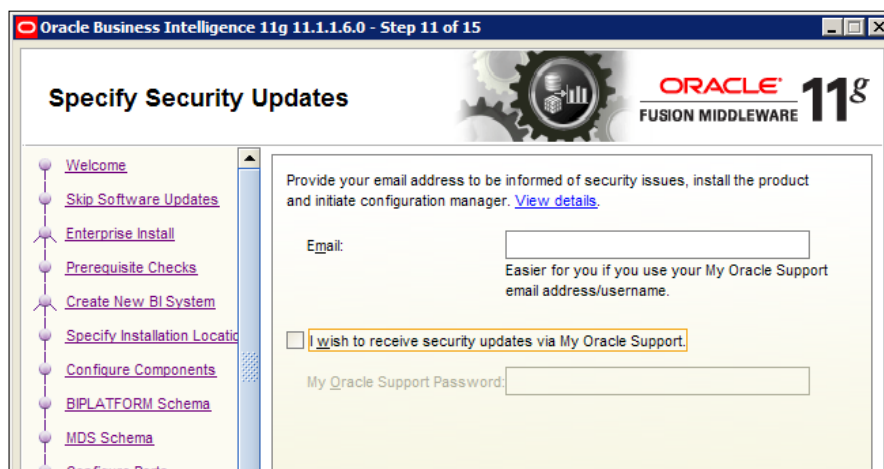 Oracle Business Intelligence 11g 11.1.1.6.0 - Step 11 of 15
Specify Security Updates
ORACLE
FUSION MIDDLEWARE 11g
Welcome
Skip Software Updates
Enterprise Install
Prerequisite Checks
Create New BI System
Specify Installation Locatio
Configure Components
BIPLATFORM Schema
MDS Schema
Provide your email address to be informed of security issues, install the product
and initiate configuration manager. View details.
Email:
Easier for you if you use your My Oracle Support
email address/username.
I wish to receive security updates via My Oracle Support.
My Oracle Support Password: